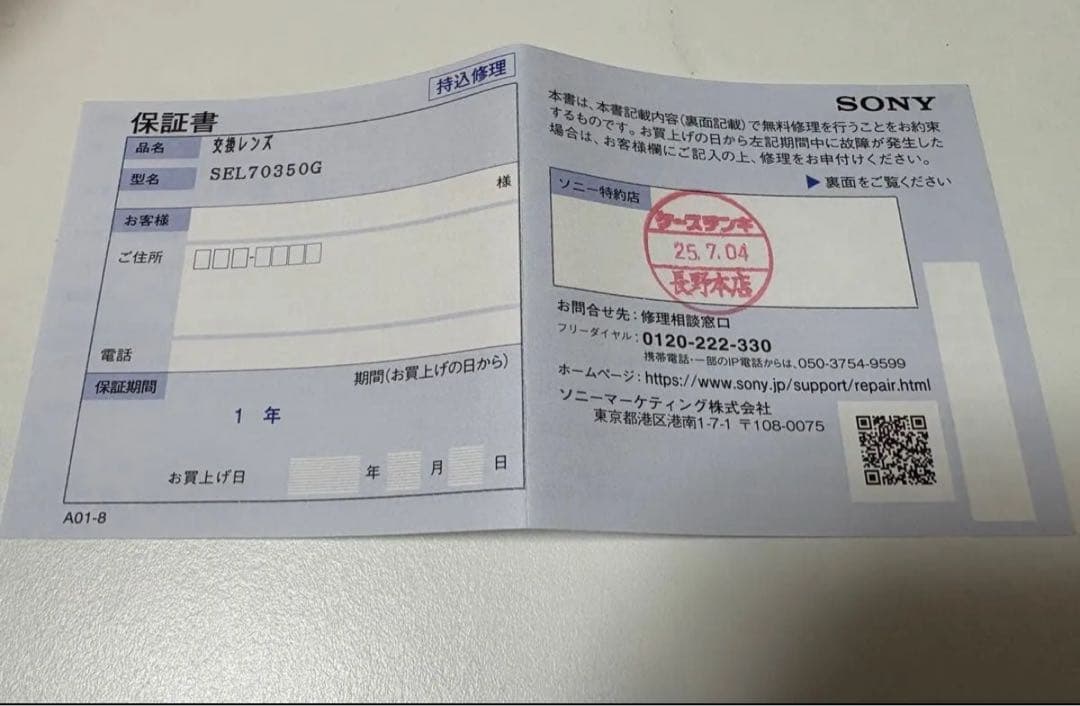 持込修理
保証書
品名 交換レンズ
型名 SEL70350G
お客様 様
ご住所
電話
保証期間 期間(お買上げの日から)
1 年
お買上げ日 年 月 日
A01-8
SONY
本書は、本書記載内容(裏面記載)で無料修理を行うことをお約束
するものです。お買上げの日から左記期間中に故障が発生した
場合は、お客様欄にご記入の上、修理をお申付けください。
▶裏面をご覧ください
ソニー特約店
ケーズデンキ
25.7.04
長野本店
お問合せ先:修理相談窓口
フリーダイヤル:0120-222-330
携帯電話・一部のIP電話からは、050-3754-9599
ホームページ:https://www.sony.jp/support/repair.html
ソニーマーケティング株式会社
東京都港区港南1-7-1 〒108-0075